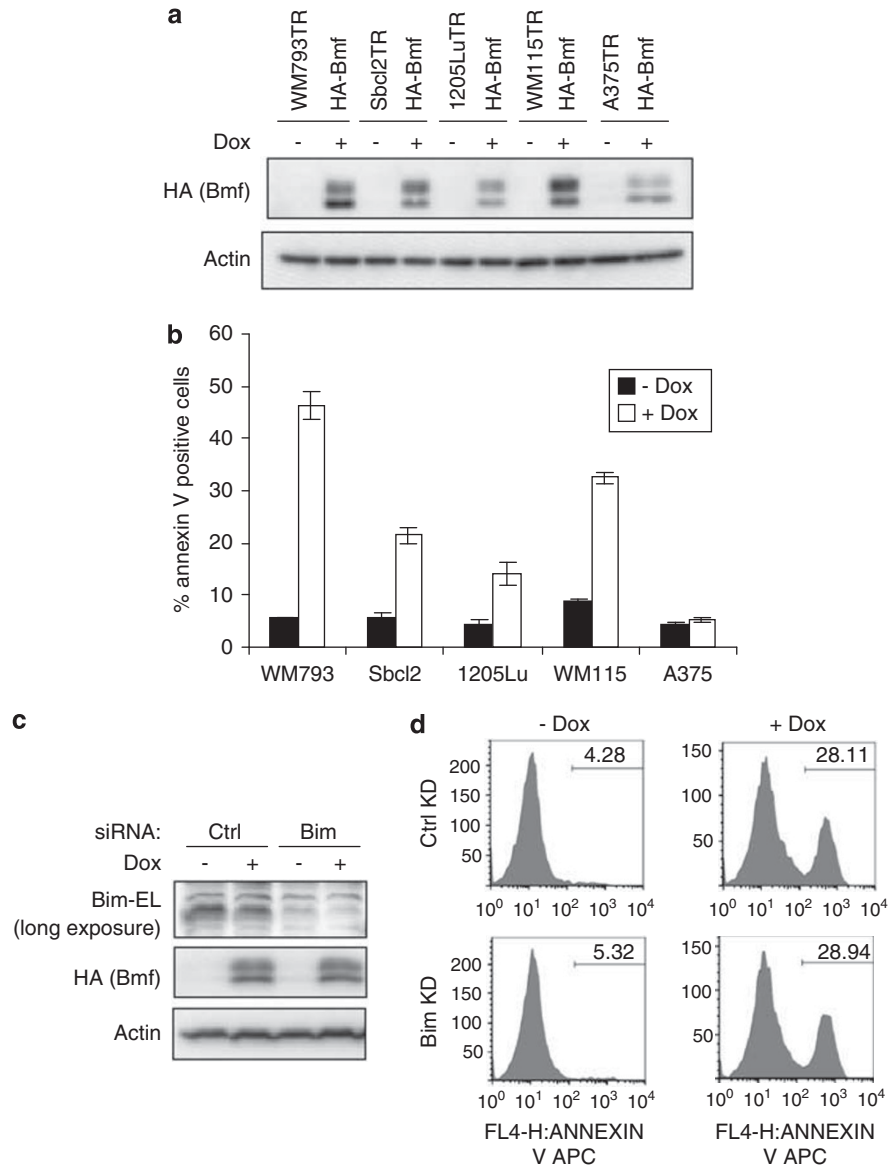 a
WM793TR
HA-Bmf
Sbcl2TR
HA-Bmf
1205LuTR
HA-Bmf
WM115TR
HA-Bmf
A375TR
HA-Bmf
Dox - + - + - + - + - +
HA (Bmf)
Actin
b
% annexin V positive cells
60
50
40
30
20
10
0
- Dox
+ Dox
WM793 Sbcl2 1205Lu WM115 A375
c
siRNA: Ctrl Bim
Dox - + - +
Bim-EL
(long exposure)
HA (Bmf)
Actin
d
- Dox + Dox
Ctrl KD
200
150
100
50
4.28
10⁰ 10¹ 10² 10³ 10⁴
150
100
50
28.11
10⁰ 10¹ 10² 10³ 10⁴
Bim KD
200
150
100
50
5.32
10⁰ 10¹ 10² 10³ 10⁴
150
100
50
28.94
10⁰ 10¹ 10² 10³ 10⁴
FL4-H:ANNEXIN
V APC
FL4-H:ANNEXIN
V APC